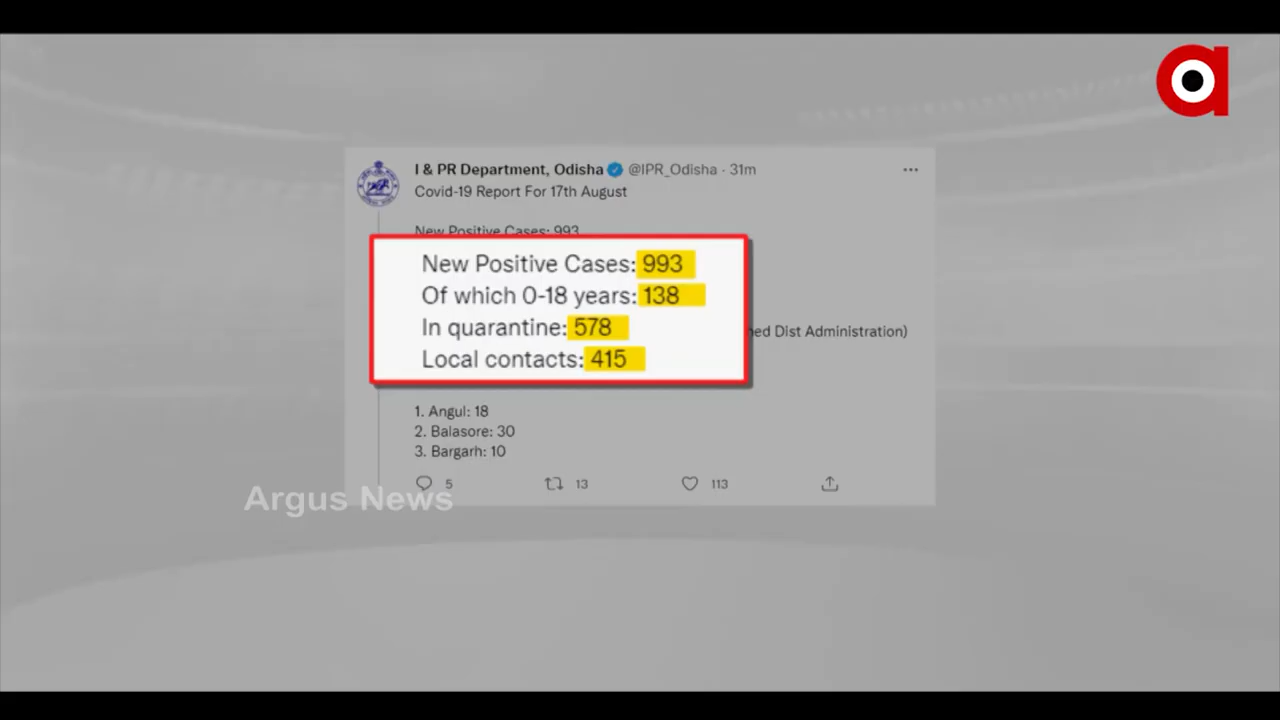 I & PR Department, Odisha @IPR_Odisha · 31m
Covid-19 Report For 17th August
New Positive Cases: 993
New Positive Cases: 993
Of which 0-18 years: 138
In quarantine: 578
Local contacts: 415
Dist Administration)
1. Angul: 18
2. Balasore: 30
3. Bargarh: 10
5 13 113
Argus News